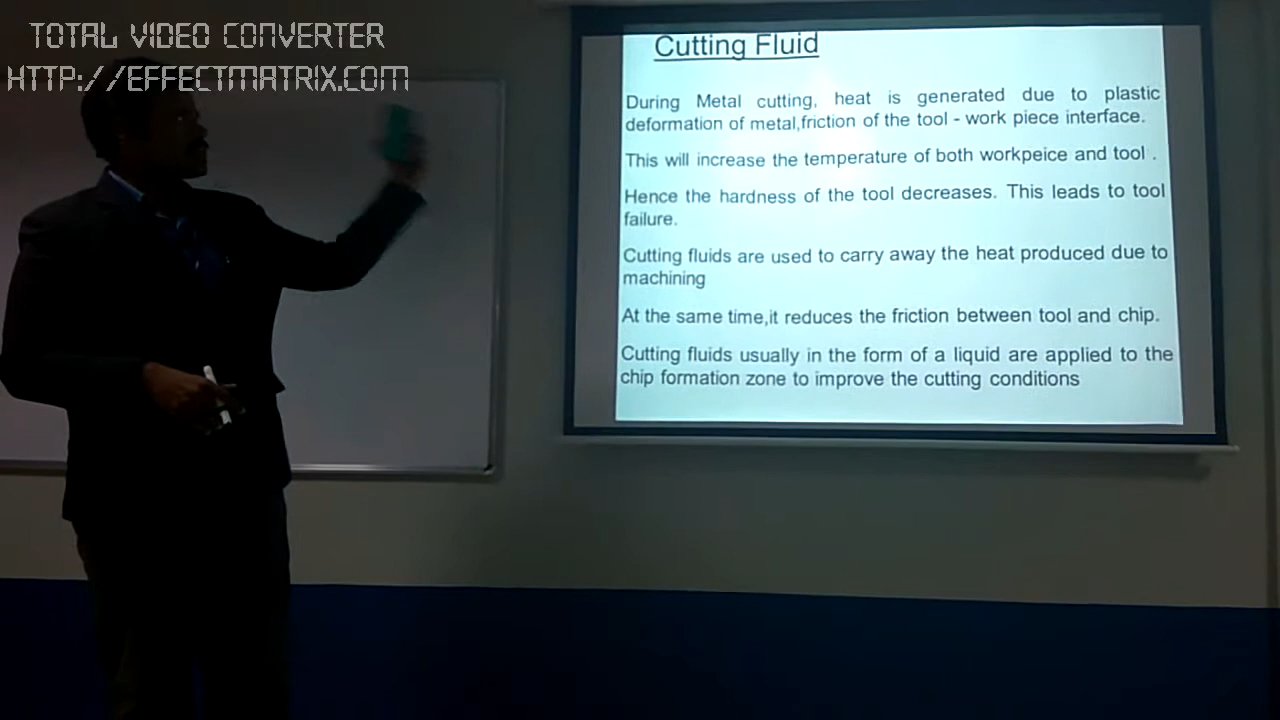 TOTAL VIDEO CONVERTER
HTTP://EFFECTMATRIX.COM
Cutting Fluid
During Metal cutting, heat is generated due to plastic
deformation of metal,friction of the tool - work piece interface.
This will increase the temperature of both workpeice and tool .
Hence the hardness of the tool decreases. This leads to tool
failure.
Cutting fluids are used to carry away the heat produced due to
machining
At the same time,it reduces the friction between tool and chip.
Cutting fluids usually in the form of a liquid are applied to the
chip formation zone to improve the cutting conditions